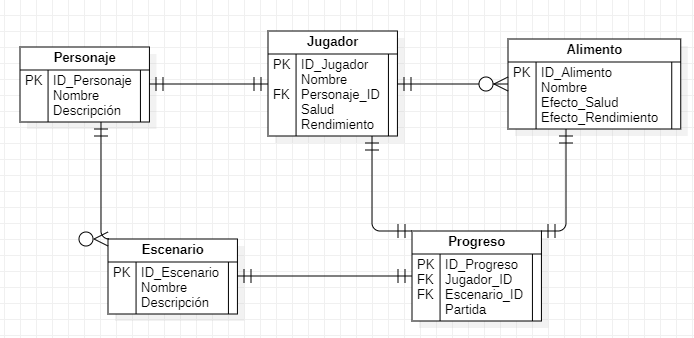 Personaje
PK ID_Personaje
Nombre
Descripción
Jugador
PK ID_Jugador
Nombre
FK Personaje_ID
Salud
Rendimiento
Alimento
PK ID_Alimento
Nombre
Efecto_Salud
Efecto_Rendimiento
Escenario
PK ID_Escenario
Nombre
Descripción
Progreso
PK ID_Progreso
FK Jugador_ID
FK Escenario_ID
Partida